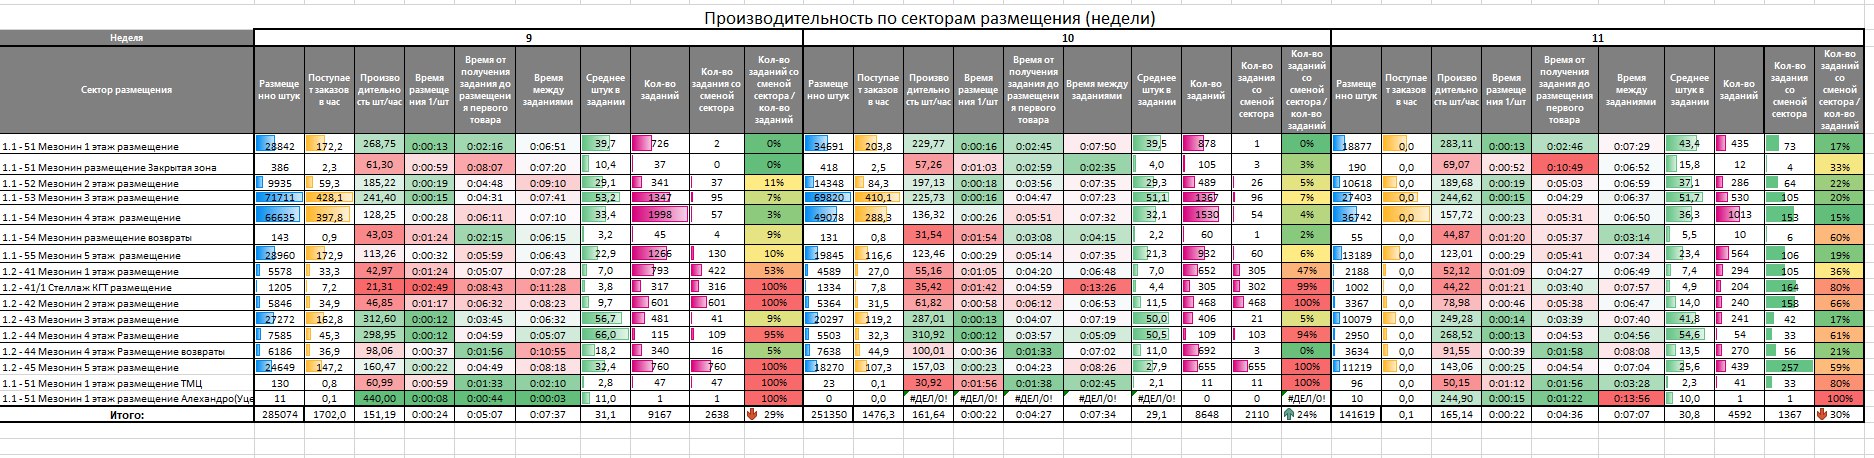 Производительность по секторам размещения (недели)
Неделя 9 10 11
Сектор размещения Размещенно штук Поступает заказов в час Производительность шт/час Время размещения 1/шт Время от получения задания до размещения первого товара Время между заданиями Среднее штук в задании Кол-во заданий Кол-во задания со сменой сектора Кол-во заданий со сменой сектора / кол-во заданий Размещенно штук Поступает заказов в час Производительность шт/час Время размещения 1/шт Время от получения задания до размещения первого товара Время между заданиями Среднее штук в задании Кол-во заданий Кол-во задания со сменой сектора Кол-во заданий со сменой сектора / кол-во заданий Размещенно штук Поступает заказов в час Производительность шт/час Время размещения 1/шт Время от получения задания до размещения первого товара Время между заданиями Среднее штук в задании Кол-во заданий Кол-во задания со сменой сектора Кол-во заданий со сменой сектора / кол-во заданий
1.1 - 51 Мезонин 1 этаж размещение 28842 172,2 268,75 0:00:13 0:02:16 0:06:51 39,7 726 2 0% 34691 203,8 229,77 0:00:16 0:02:45 0:07:50 39,5 878 1 0% 18877 0,0 283,11 0:00:13 0:02:46 0:07:29 43,4 435 73 17%
1.1 - 51 Мезонин размещение Закрытая зона 386 2,3 61,30 0:00:59 0:08:07 0:07:20 10,4 37 0 0% 418 2,5 57,26 0:01:03 0:02:59 0:02:35 4,0 105 3 3% 190 0,0 69,07 0:00:52 0:10:49 0:06:52 15,8 12 4 33%
1.1 - 52 Мезонин 2 этаж размещение 9935 59,3 185,22 0:00:19 0:04:48 0:09:10 29,1 341 37 11% 14348 84,3 197,13 0:00:18 0:03:56 0:07:35 29,3 489 26 5% 10618 0,0 189,68 0:00:19 0:05:03 0:06:59 37,1 286 64 22%
1.1 - 53 Мезонин 3 этаж размещение 71711 428,1 241,40 0:00:15 0:04:31 0:07:41 53,2 1347 95 7% 69820 410,1 225,73 0:00:16 0:04:47 0:07:23 51,1 1367 96 7% 27403 0,0 244,62 0:00:15 0:04:29 0:06:37 51,7 530 105 20%
1.1 - 54 Мезонин 4 этаж размещение 66635 397,8 128,25 0:00:28 0:06:11 0:07:10 33,4 1998 57 3% 49078 288,3 136,32 0:00:26 0:05:51 0:07:32 32,1 1530 54 4% 36742 0,0 157,72 0:00:23 0:05:31 0:06:50 36,3 1013 153 15%
1.1 - 54 Мезонин размещение возвраты 143 0,9 43,03 0:01:24 0:02:15 0:06:15 3,2 45 4 9% 131 0,8 31,54 0:01:54 0:03:08 0:04:15 2,2 60 1 2% 55 0,0 44,87 0:01:20 0:05:37 0:03:14 5,5 10 6 60%
1.1 - 55 Мезонин 5 этаж размещение 28960 172,9 113,26 0:00:32 0:05:59 0:06:43 22,9 1266 130 10% 19845 116,6 123,46 0:00:29 0:05:14 0:07:35 21,3 932 60 6% 13189 0,0 123,01 0:00:29 0:05:41 0:07:34 23,4 564 106 19%
1.2 - 41 Мезонин 1 этаж размещение 5578 33,3 42,97 0:01:24 0:05:07 0:07:28 7,0 793 422 53% 4589 27,0 55,16 0:01:05 0:04:20 0:06:48 7,0 652 305 47% 2188 0,0 52,12 0:01:09 0:04:27 0:06:49 7,4 294 105 36%
1.2 - 41/1 Стеллаж КГТ размещение 1205 7,2 21,31 0:02:49 0:08:43 0:11:28 3,8 317 316 100% 1334 7,8 35,42 0:01:42 0:03:59 0:13:26 4,4 305 302 99% 1002 0,0 44,22 0:01:21 0:03:40 0:07:57 4,9 204 164 80%
1.2 - 42 Мезонин 2 этаж размещение 5846 34,9 46,85 0:01:17 0:06:32 0:08:23 9,7 601 601 100% 5364 31,5 61,82 0:00:58 0:06:12 0:06:53 11,5 468 468 100% 3367 0,0 78,98 0:00:46 0:05:38 0:06:47 14,0 240 158 66%
1.2 - 43 Мезонин 3 этаж размещение 27272 162,8 312,60 0:00:12 0:03:45 0:06:32 56,7 481 41 9% 20297 119,2 287,01 0:00:13 0:04:07 0:07:19 50,0 406 21 5% 10079 0,0 249,28 0:00:14 0:03:39 0:07:40 41,8 241 42 17%
1.2 - 44 Мезонин 4 этаж Размещение 7585 45,3 298,95 0:00:12 0:04:59 0:05:07 66,0 115 109 95% 5503 32,3 310,92 0:00:12 0:03:57 0:05:09 50,5 109 103 94% 2950 0,0 268,52 0:00:13 0:04:27 0:04:56 54,6 54 33 61%
1.2 - 44 Мезонин 4 этаж Размещение возвраты 6186 36,9 98,06 0:00:37 0:01:56 0:10:55 18,2 340 16 5% 7638 44,9 100,01 0:00:36 0:01:33 0:07:02 11,0 692 3 0% 3634 0,0 91,55 0:00:39 0:01:58 0:08:08 13,5 270 56 21%
1.2 - 45 Мезонин 5 этаж размещение 24649 147,2 160,47 0:00:22 0:04:49 0:08:18 32,4 760 760 100% 18270 107,3 157,03 0:00:23 0:04:23 0:08:26 27,9 655 655 100% 11219 0,0 143,06 0:00:25 0:04:54 0:07:04 25,6 439 257 59%
1.1 - 51 Мезонин 1 этаж размещение ТМЦ 130 0,8 60,99 0:00:59 0:01:33 0:02:10 2,8 47 47 100% 23 0,1 30,92 0:01:56 0:01:38 0:02:45 2,1 11 11 100% 96 0,0 50,15 0:01:12 0:01:56 0:03:28 2,3 41 33 80%
1.1 - 51 Мезонин 1 этаж размещение Алехандро(Уце 11 0,1 440,00 0:00:08 0:00:44 0:00:03 11,0 1 1 100% 0 0,0 #ДЕЛ/0! #ДЕЛ/0! #ДЕЛ/0! #ДЕЛ/0! #ДЕЛ/0! 0 0 #ДЕЛ/0! 10 0,0 244,90 0:00:15 0:01:22 0:13:56 10,0 1 1 100%
Итого: 285074 1702,0 151,19 0:00:24 0:05:07 0:07:37 31,1 9167 2638 29% 251350 1476,3 161,64 0:00:22 0:04:27 0:07:34 29,1 8648 2110 24% 141619 0,1 165,14 0:00:22 0:04:36 0:07:07 30,8 4592 1367 30%